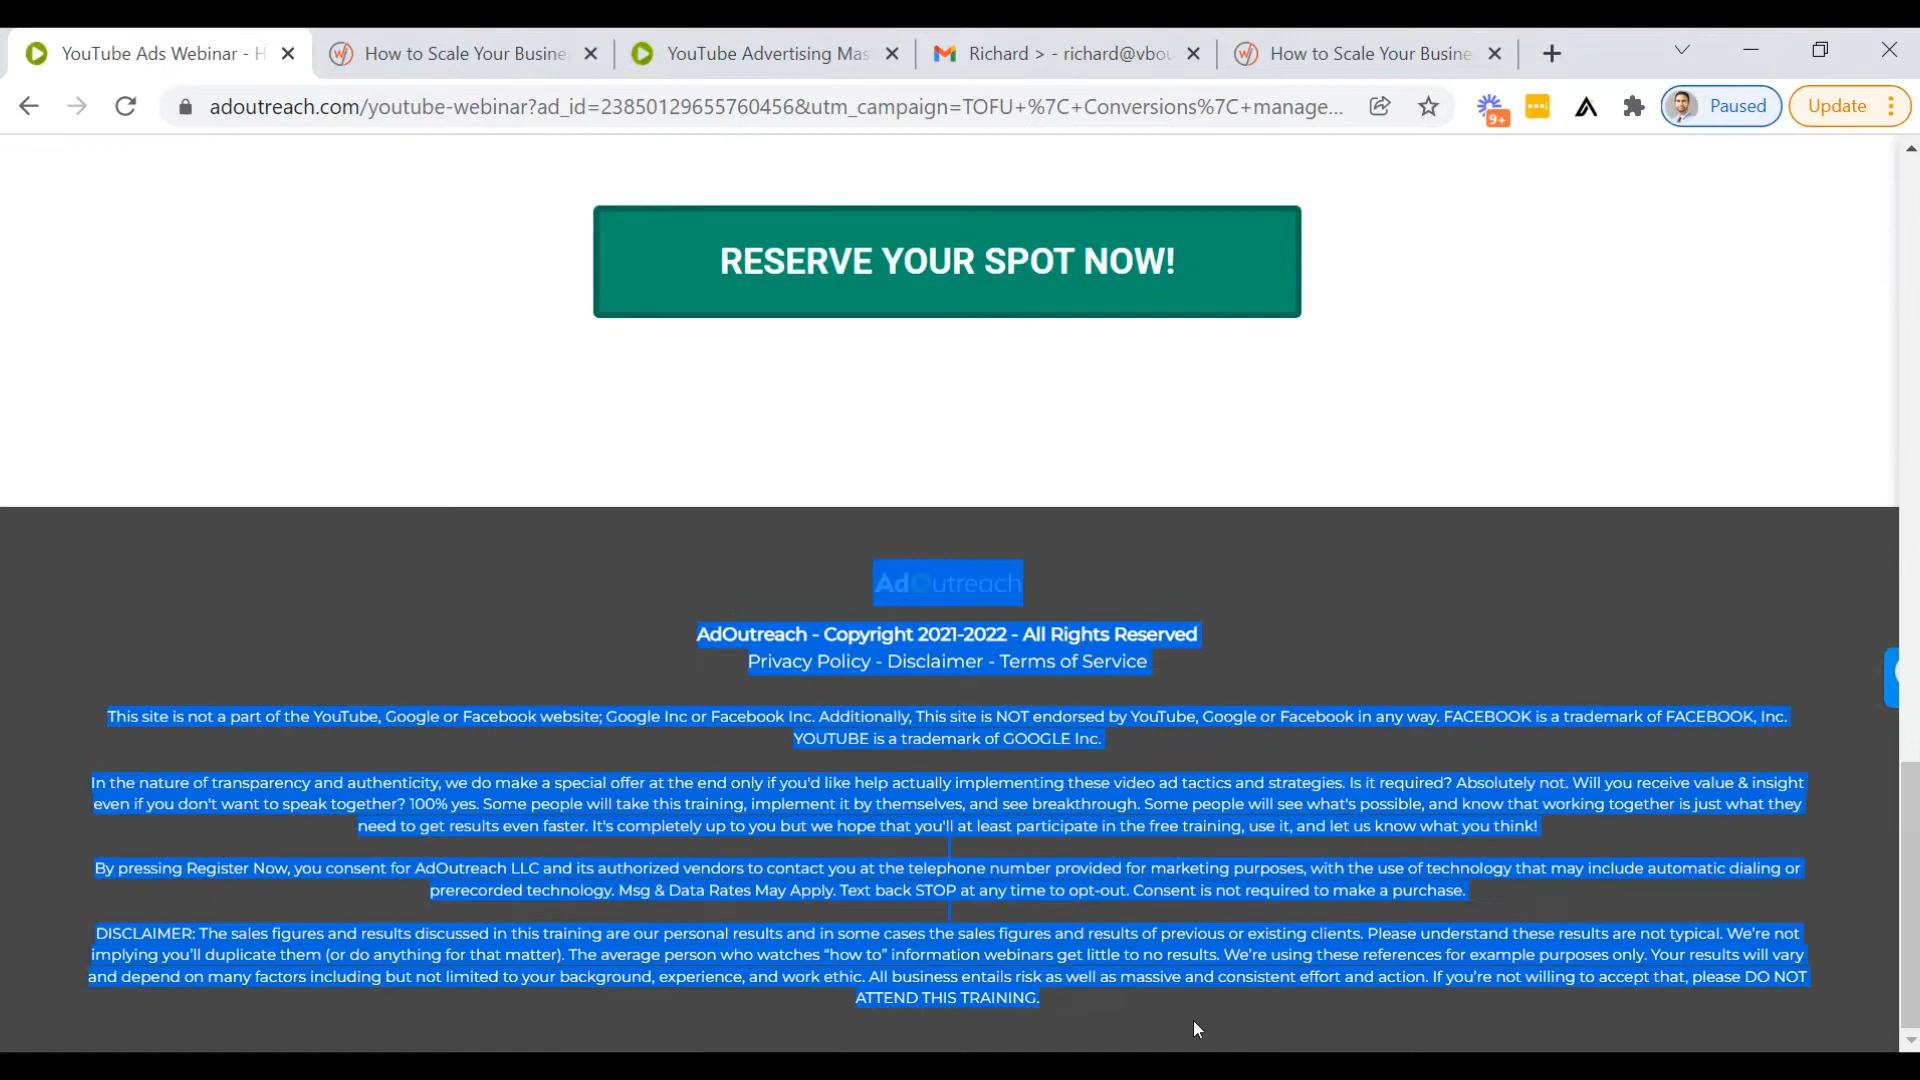 YouTube Ads Webinar - H
How to Scale Your Busine
YouTube Advertising Mas
Richard > - richard@vbou
How to Scale Your Busine
adoutreach.com/youtube-webinar?ad_id=23850129655760456&utm_campaign=TOFU+%7C+Conversions%7C+manage...
9+
Paused
Update
RESERVE YOUR SPOT NOW!
AdOutreach
AdOutreach - Copyright 2021-2022 - All Rights Reserved
Privacy Policy - Disclaimer - Terms of Service
This site is not a part of the YouTube, Google or Facebook website; Google Inc or Facebook Inc. Additionally, This site is NOT endorsed by YouTube, Google or Facebook in any way. FACEBOOK is a trademark of FACEBOOK, Inc.
YOUTUBE is a trademark of GOOGLE Inc.
In the nature of transparency and authenticity, we do make a special offer at the end only if you'd like help actually implementing these video ad tactics and strategies. Is it required? Absolutely not. Will you receive value & insight
even if you don't want to speak together? 100% yes. Some people will take this training, implement it by themselves, and see breakthrough. Some people will see what's possible, and know that working together is just what they
need to get results even faster. It's completely up to you but we hope that you'll at least participate in the free training, use it, and let us know what you think!
By pressing Register Now, you consent for AdOutreach LLC and its authorized vendors to contact you at the telephone number provided for marketing purposes, with the use of technology that may include automatic dialing or
prerecorded technology. Msg & Data Rates May Apply. Text back STOP at any time to opt-out. Consent is not required to make a purchase.
DISCLAIMER: The sales figures and results discussed in this training are our personal results and in some cases the sales figures and results of previous or existing clients. Please understand these results are not typical. We’re not
implying you’ll duplicate them (or do anything for that matter). The average person who watches “how to” information webinars get little to no results. We’re using these references for example purposes only. Your results will vary
and depend on many factors including but not limited to your background, experience, and work ethic. All business entails risk as well as massive and consistent effort and action. If you’re not willing to accept that, please DO NOT
ATTEND THIS TRAINING.